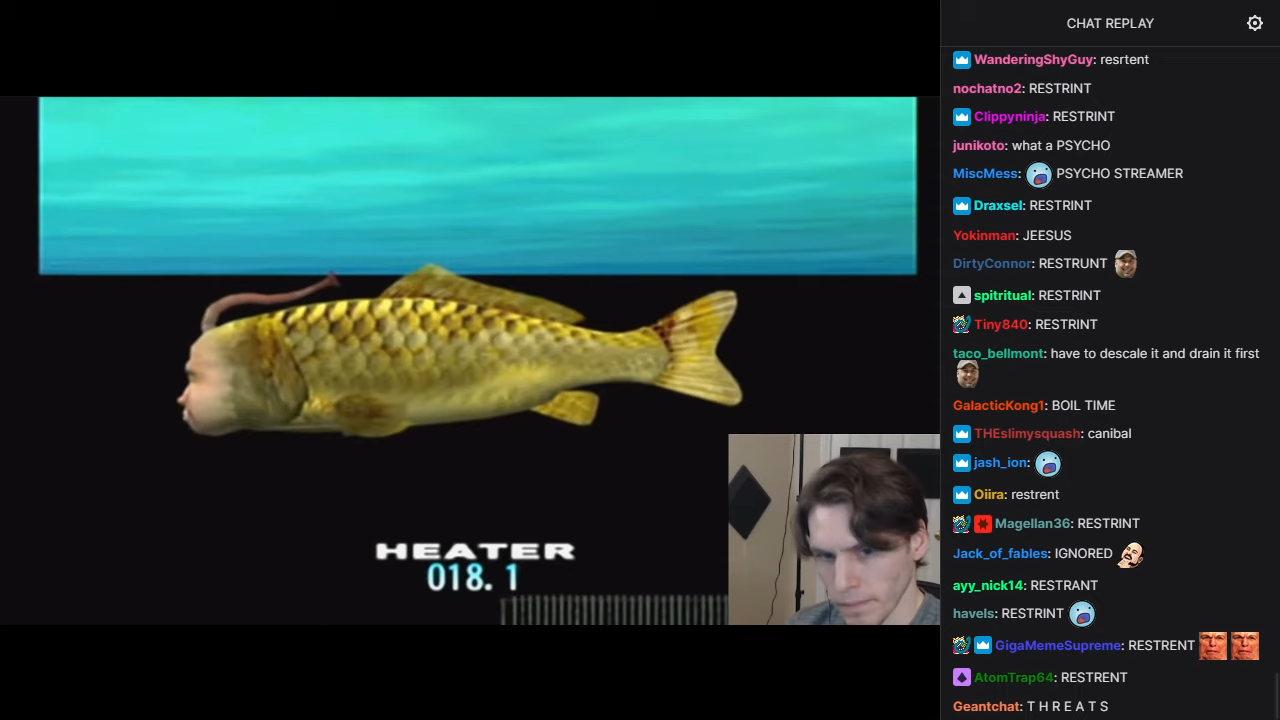 HEATER
018. 1
CHAT REPLAY
WanderingShyGuy: resrtent
nochatno2: RESTRINT
Clippyninja: RESTRINT
junikoto: what a PSYCHO
MiscMess: PSYCHO STREAMER
Draxsel: RESTRINT
Yokinman: JEESUS
DirtyConnor: RESTRUNT
spitritual: RESTRINT
Tiny840: RESTRINT
taco_bellmont: have to descale it and drain it first
GalacticKong1: BOIL TIME
THEslimysquash: canibal
jash_ion:
Oiira: restrent
Magellan36: RESTRINT
Jack_of_fables: IGNORED
ayy_nick14: RESTRANT
havels: RESTRINT
GigaMemeSupreme: RESTRENT
AtomTrap64: RESTRENT
Geantchat: T H R E A T S